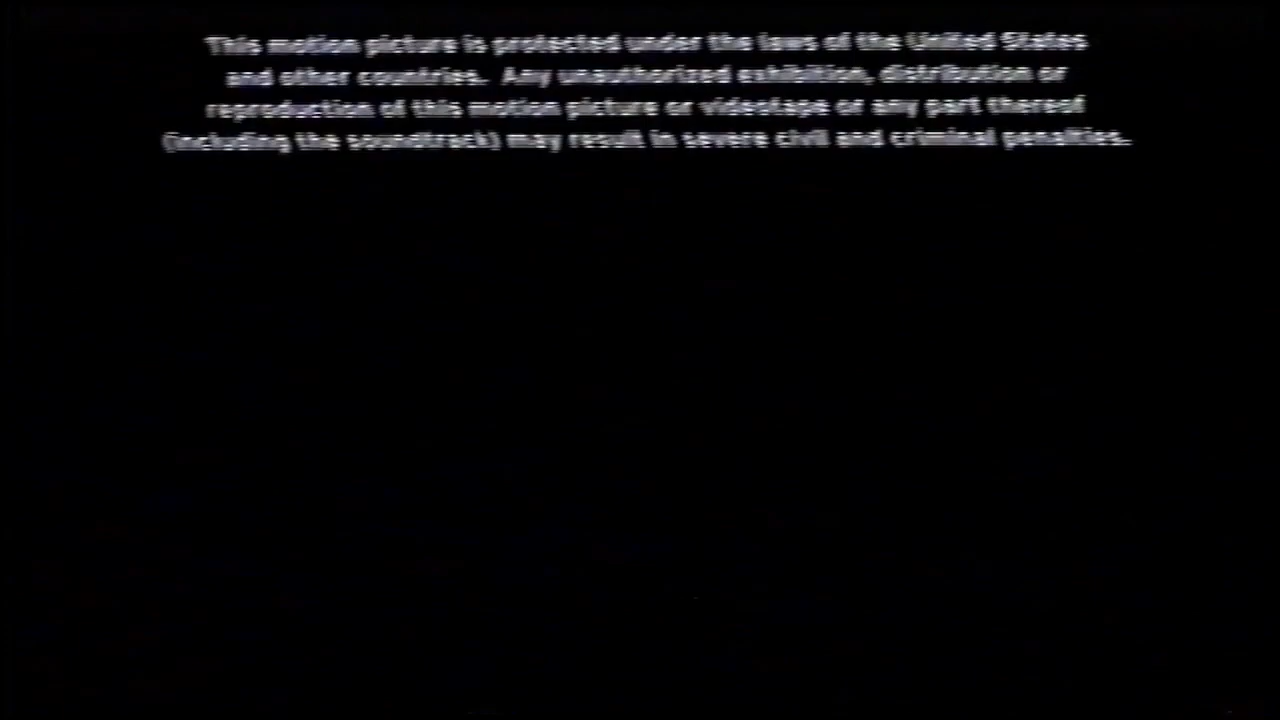 This motion picture is protected under the laws of the United States
and other countries.  Any unauthorized exhibition, distribution or
reproduction of this motion picture or videotape or any part thereof
(including the soundtrack) may result in severe civil and criminal penalties.